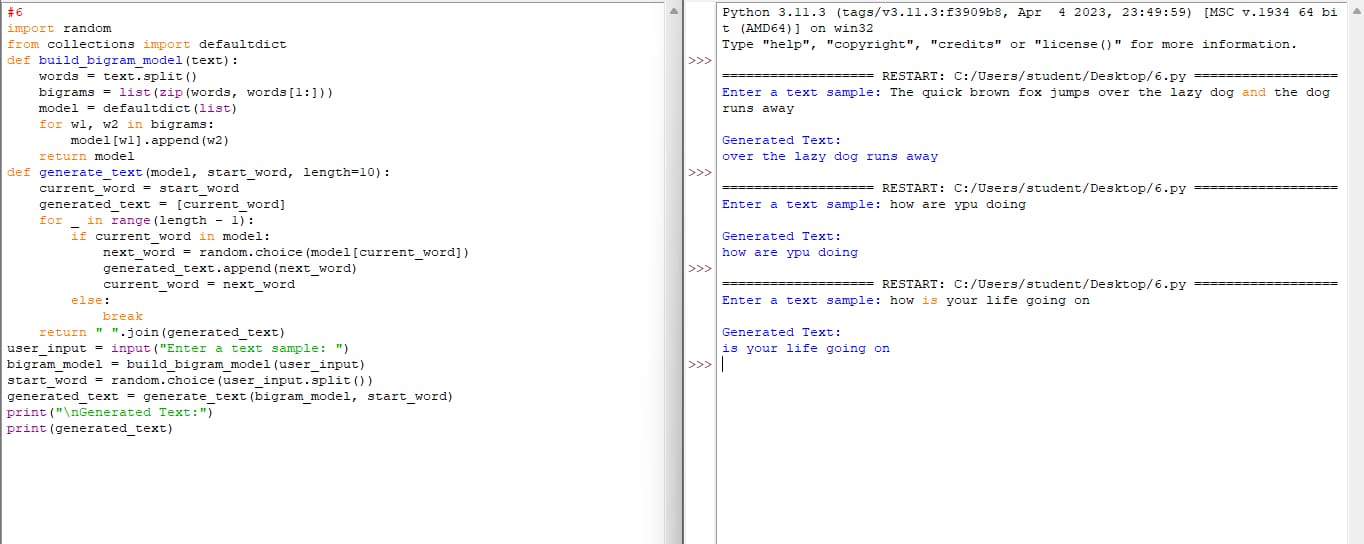 #6
import random
from collections import defaultdict
def build_bigram_model(text):
    words = text.split()
    bigrams = list(zip(words, words[1:]))
    model = defaultdict(list)
    for w1, w2 in bigrams:
        model[w1].append(w2)
    return model
def generate_text(model, start_word, length=10):
    current_word = start_word
    generated_text = [current_word]
    for _ in range(length - 1):
        if current_word in model:
            next_word = random.choice(model[current_word])
            generated_text.append(next_word)
            current_word = next_word
        else:
            break
    return " ".join(generated_text)
user_input = input("Enter a text sample: ")
bigram_model = build_bigram_model(user_input)
start_word = random.choice(user_input.split())
generated_text = generate_text(bigram_model, start_word)
print("\nGenerated Text:")
print(generated_text)
Python 3.11.3 (tags/v3.11.3:f3909b8, Apr  4 2023, 23:49:59) [MSC v.1934 64 bi
t (AMD64)] on win32
Type "help", "copyright", "credits" or "license()" for more information.
>>>
=================== RESTART: C:/Users/student/Desktop/6.py ==================
Enter a text sample: The quick brown fox jumps over the lazy dog and the dog
runs away
Generated Text:
over the lazy dog runs away
>>>
=================== RESTART: C:/Users/student/Desktop/6.py ==================
Enter a text sample: how are ypu doing
Generated Text:
how are ypu doing
>>>
=================== RESTART: C:/Users/student/Desktop/6.py ==================
Enter a text sample: how is your life going on
Generated Text:
is your life going on
>>>